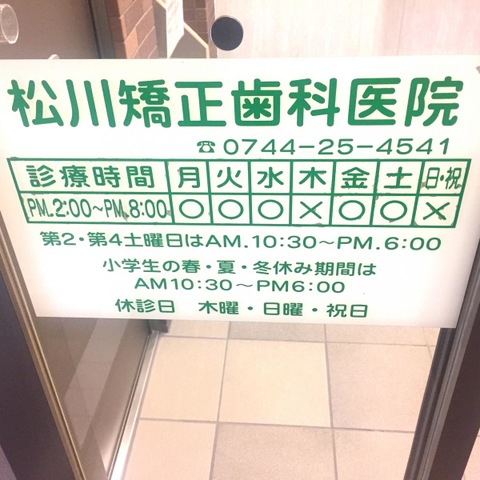 松川矯正歯科医院
☎0744-25-4541
診療時間 月 火 水 木 金 土 日・祝
PM.2:00～PM.8:00 ○ ○ ○ × ○ ○ ×
第2・第4土曜日はAM.10:30～PM.6:00
小学生の春・夏・冬休み期間は
AM10:30～PM6:00
休診日 木曜・日曜・祝日